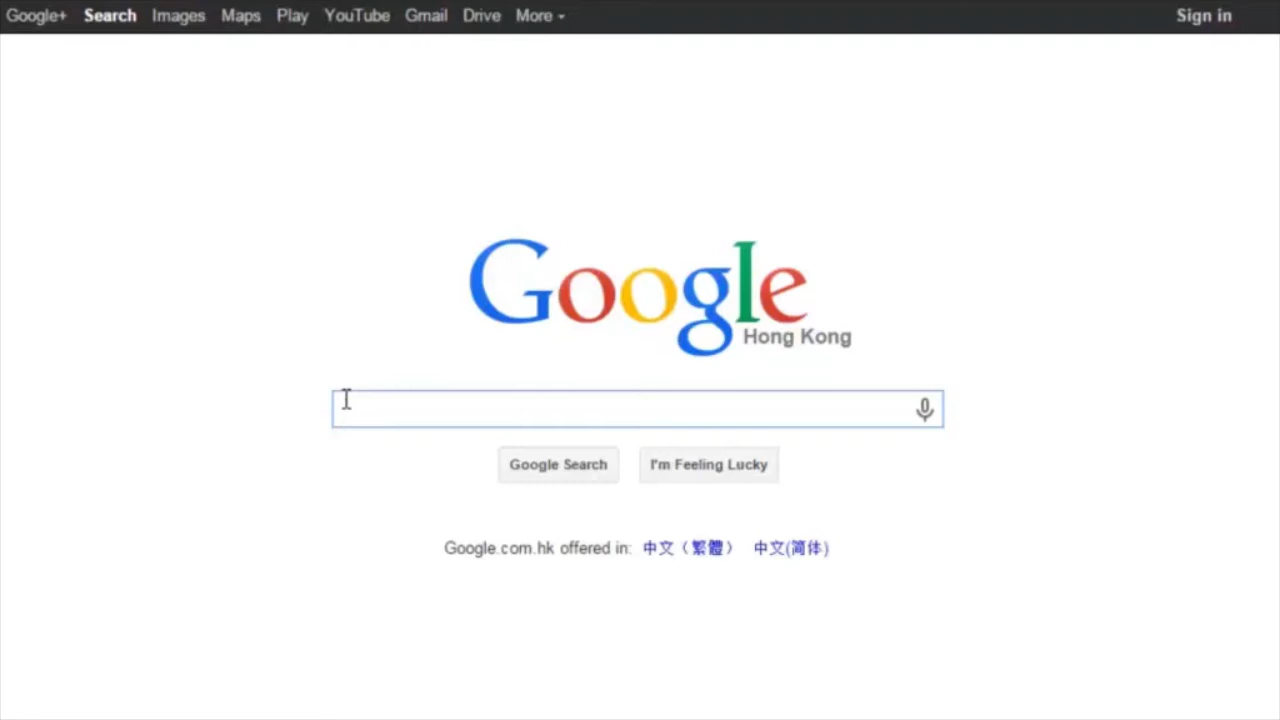 Google+ Search Images Maps Play YouTube Gmail Drive More Sign in
Google
Hong Kong
Google Search I'm Feeling Lucky
Google.com.hk offered in: 中文（繁體） 中文(简体)